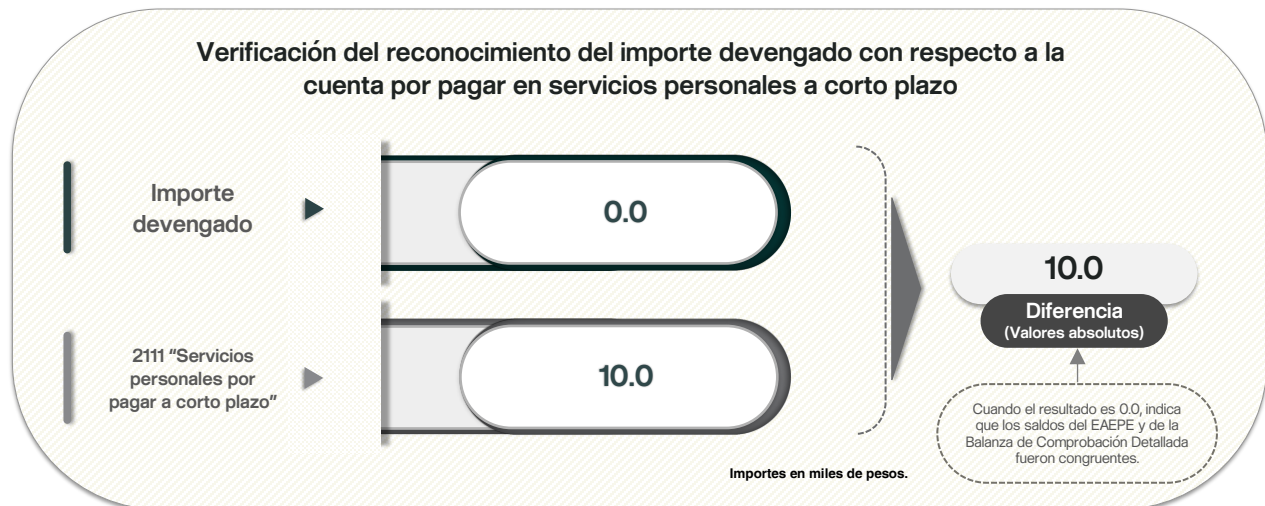 Verificación del reconocimiento del importe devengado con respecto a la
cuenta por pagar en servicios personales a corto plazo
Importe
devengado
0.0
2111 “Servicios
personales por
pagar a corto plazo”
10.0
10.0
Diferencia
(Valores absolutos)
Cuando el resultado es 0.0, indica
que los saldos del EAEPE y de la
Balanza de Comprobación Detallada
fueron congruentes.
Importes en miles de pesos.